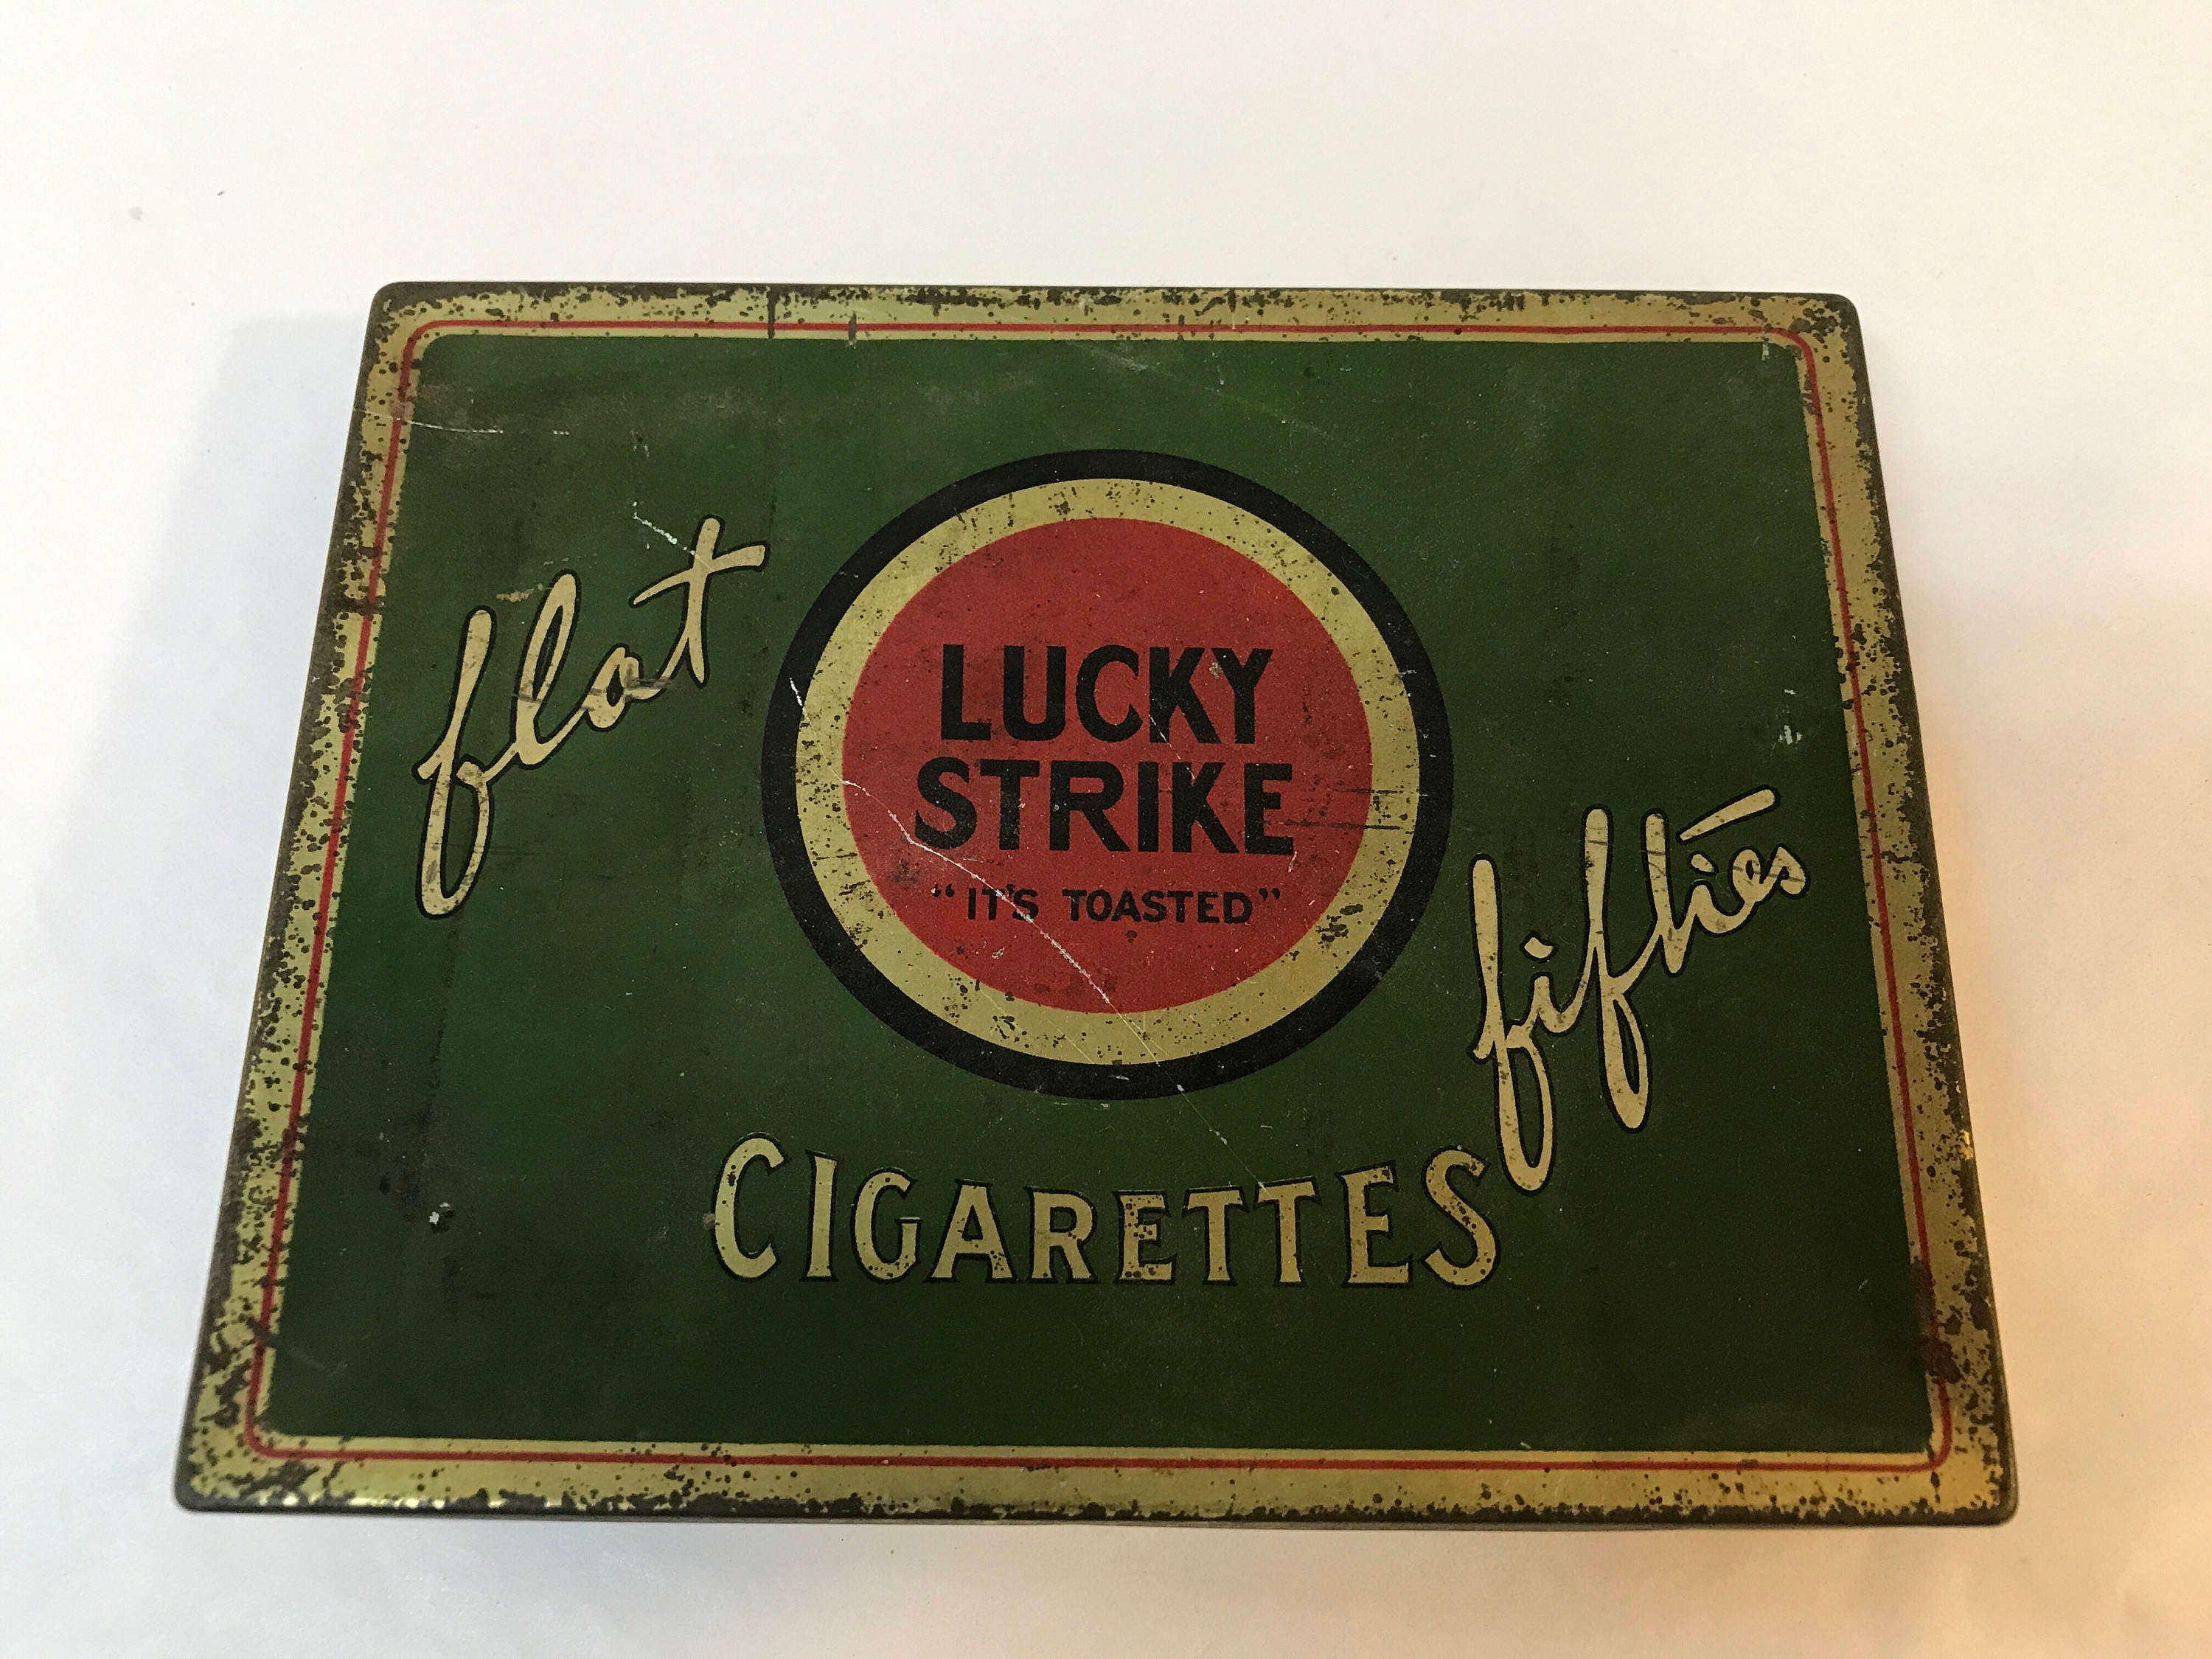 flat
LUCKY
STRIKE
“IT'S TOASTED”
fifties
CIGARETTES